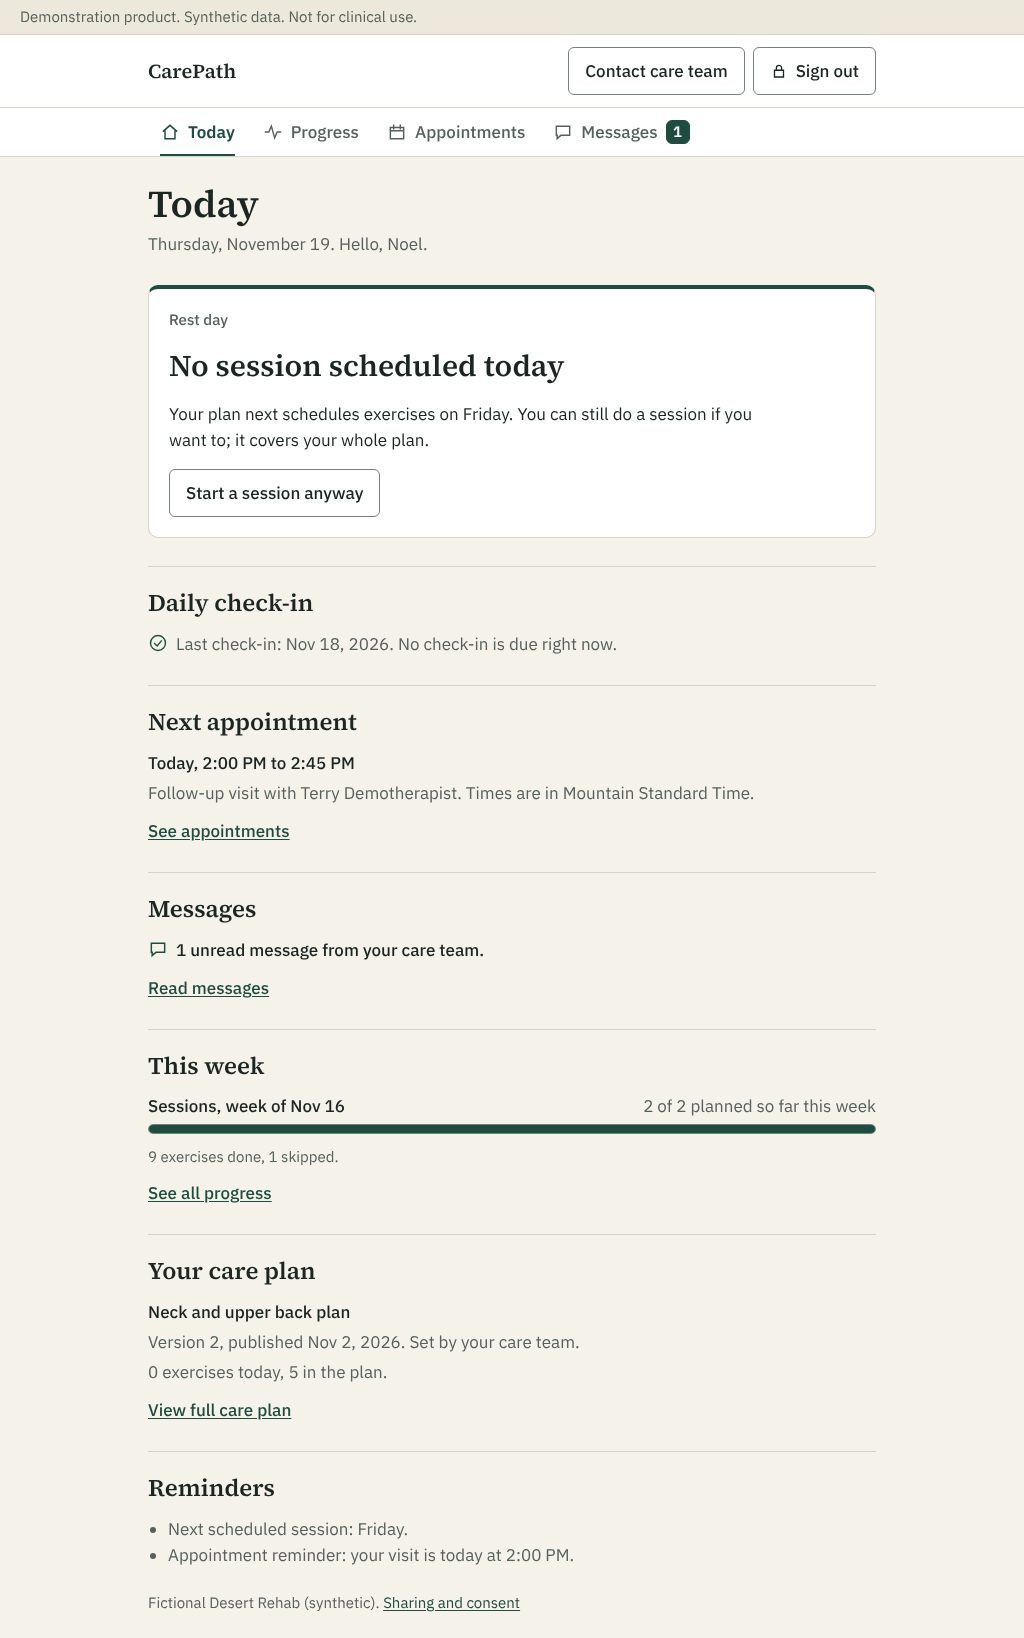 Demonstration product. Synthetic data. Not for clinical use.
CarePath
Contact care team
Sign out
Today
Progress
Appointments
Messages 1
Today
Thursday, November 19. Hello, Noel.
Rest day
No session scheduled today
Your plan next schedules exercises on Friday. You can still do a session if you
want to; it covers your whole plan.
Start a session anyway
Daily check-in
Last check-in: Nov 18, 2026. No check-in is due right now.
Next appointment
Today, 2:00 PM to 2:45 PM
Follow-up visit with Terry Demotherapist. Times are in Mountain Standard Time.
See appointments
Messages
1 unread message from your care team.
Read messages
This week
Sessions, week of Nov 16
2 of 2 planned so far this week
9 exercises done, 1 skipped.
See all progress
Your care plan
Neck and upper back plan
Version 2, published Nov 2, 2026. Set by your care team.
0 exercises today, 5 in the plan.
View full care plan
Reminders
Next scheduled session: Friday.
Appointment reminder: your visit is today at 2:00 PM.
Fictional Desert Rehab (synthetic). Sharing and consent